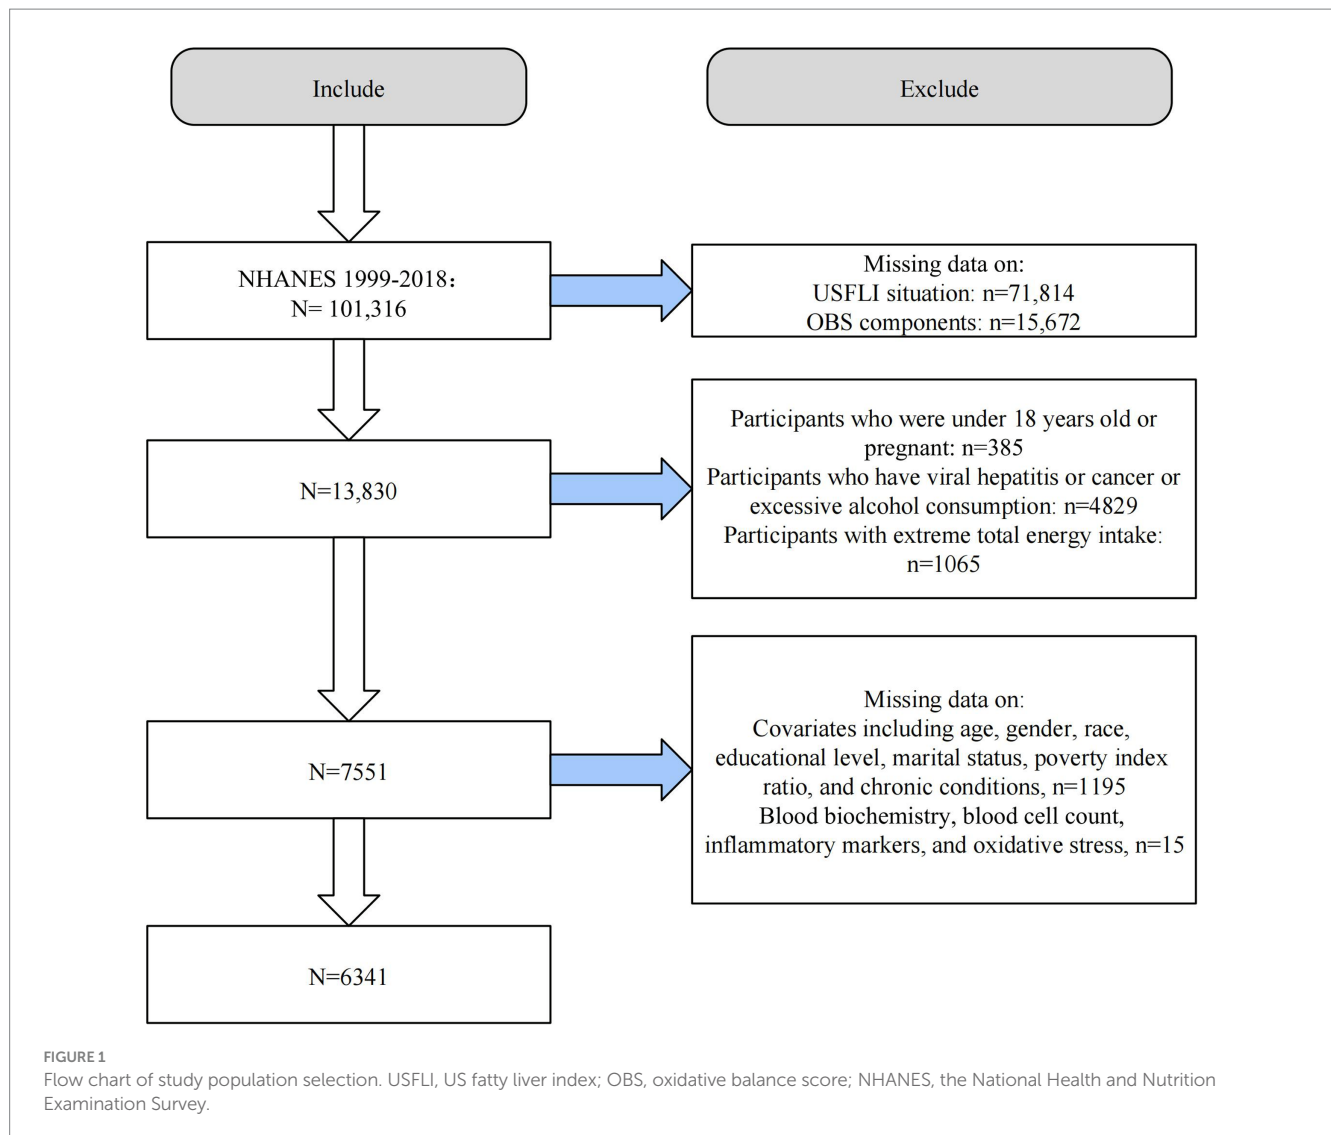 Include
Exclude
NHANES 1999-2018：
N= 101,316
Missing data on:
USFLI situation: n=71,814
OBS components: n=15,672
N=13,830
Participants who were under 18 years old or
pregnant: n=385
Participants who have viral hepatitis or cancer or
excessive alcohol consumption: n=4829
Participants with extreme total energy intake:
n=1065
N=7551
Missing data on:
Covariates including age, gender, race,
educational level, marital status, poverty index
ratio, and chronic conditions, n=1195
Blood biochemistry, blood cell count,
inflammatory markers, and oxidative stress, n=15
N=6341
FIGURE 1
Flow chart of study population selection. USFLI, US fatty liver index; OBS, oxidative balance score; NHANES, the National Health and Nutrition
Examination Survey.